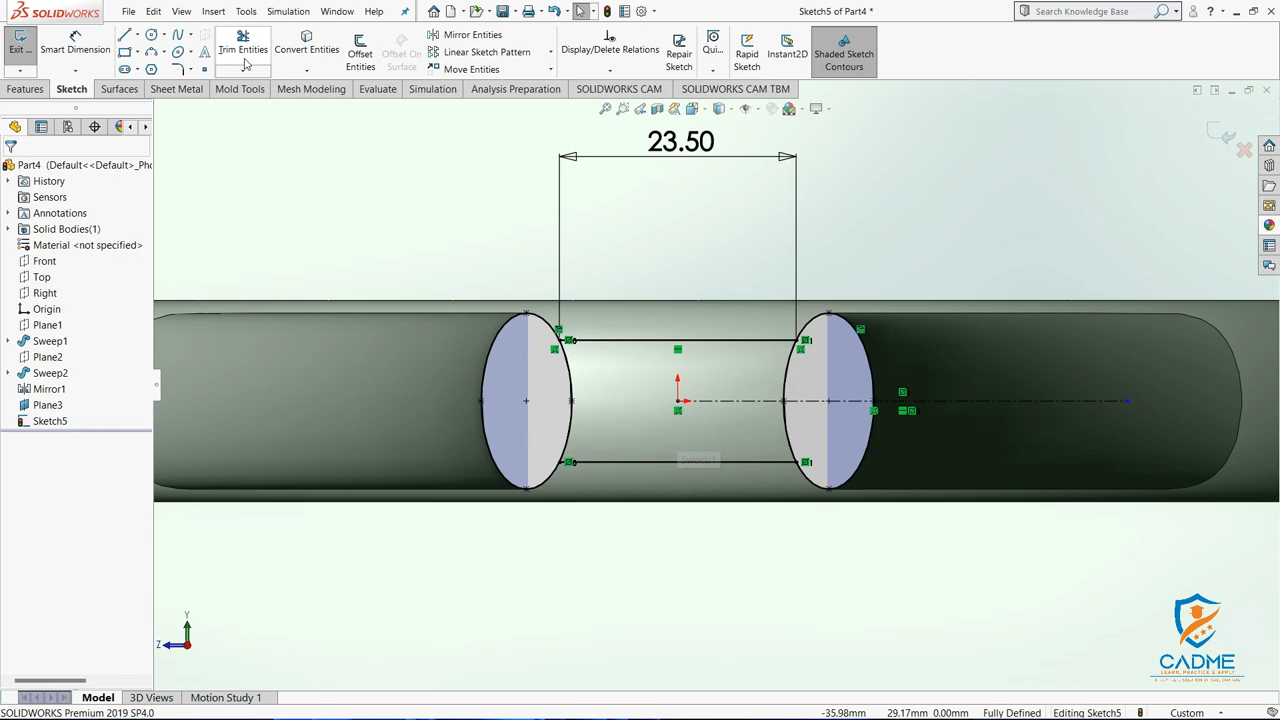 SOLIDWORKS File Edit View Insert Tools Simulation Window Help Sketch5 of Part4 * Search Knowledge Base
Exit ... Smart Dimension Trim Entities Convert Entities Offset Entities Offset On Surface Mirror Entities Linear Sketch Pattern Move Entities Display/Delete Relations Repair Sketch Qui... Rapid Sketch Instant2D Shaded Sketch Contours
Features Sketch Surfaces Sheet Metal Mold Tools Mesh Modeling Evaluate Simulation Analysis Preparation SOLIDWORKS CAM SOLIDWORKS CAM TBM
23.50
Part4 (Default<<Default>_Pho
History
Sensors
Annotations
Solid Bodies(1)
Material <not specified>
Front
Top
Right
Origin
Plane1
Sweep1
Plane2
Sweep2
Mirror1
Plane3
Sketch5
Sweep1
Y
Z
CADME
LEARN, PRACTICE & APPLY
Model 3D Views Motion Study 1
SOLIDWORKS Premium 2019 SP4.0 -35.98mm 29.17mm 0.00mm Fully Defined Editing Sketch5 Custom